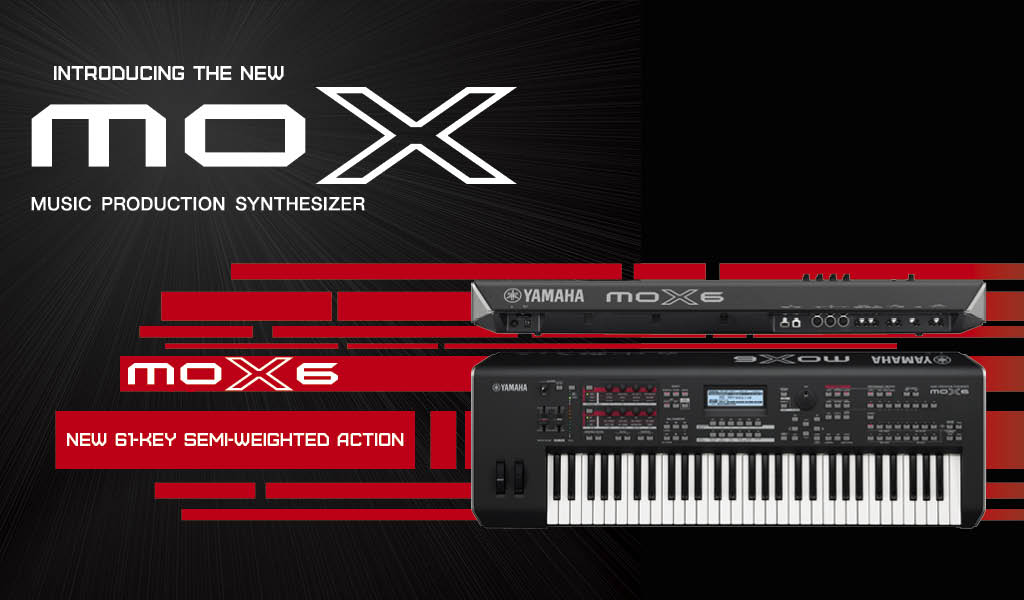 INTRODUCING THE NEW
moX
MUSIC PRODUCTION SYNTHESIZER
YAMAHA moX6
moX6
moX6 YAMAHA
YAMAHA
moX6
NEW 61-KEY SEMI-WEIGHTED ACTION